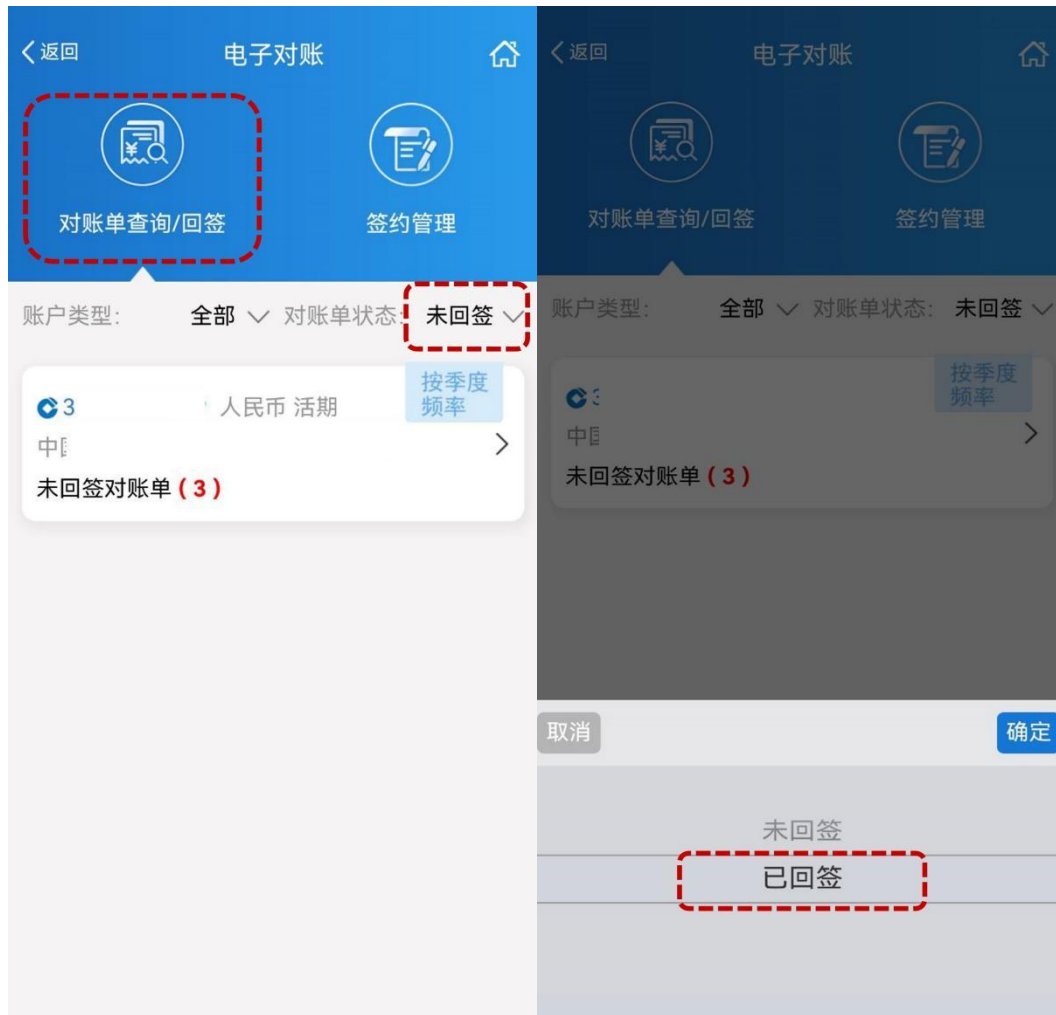 返回
电子对账
对账单查询/回签
签约管理
账户类型:
全部
对账单状态:
未回签
3
人民币 活期
按季度
频率
中
未回签对账单(3)
返回
电子对账
对账单查询/回签
签约管理
账户类型:
全部
对账单状态:
未回签
按季度
频率
中
未回签对账单(3)
取消
确定
未回签
已回签